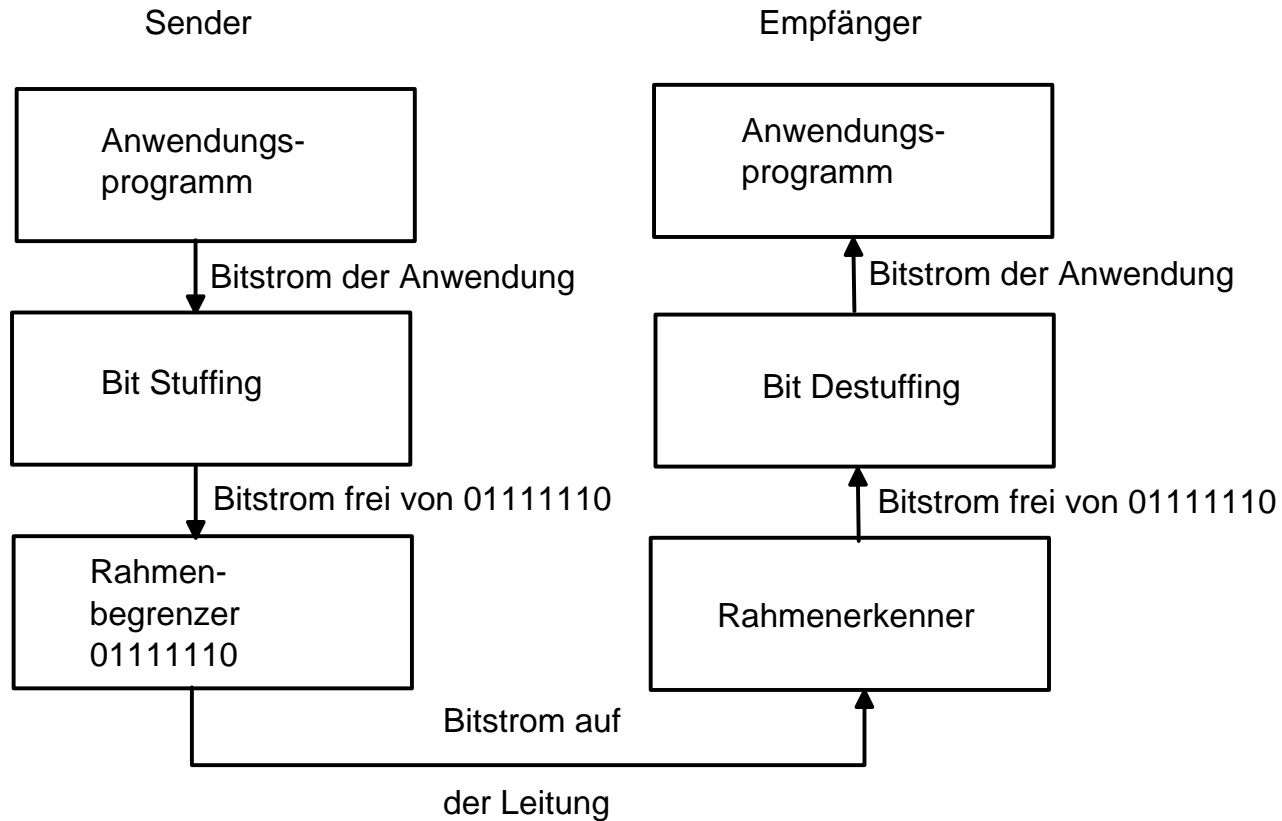 Sender
Empfänger
Anwendungs-
programm
Anwendungs-
programm
Bitstrom der Anwendung
Bitstrom der Anwendung
Bit Stuffing
Bit Destuffing
Bitstrom frei von 01111110
Bitstrom frei von 01111110
Rahmen-
begrenzer
01111110
Rahmenerkenner
Bitstrom auf
der Leitung